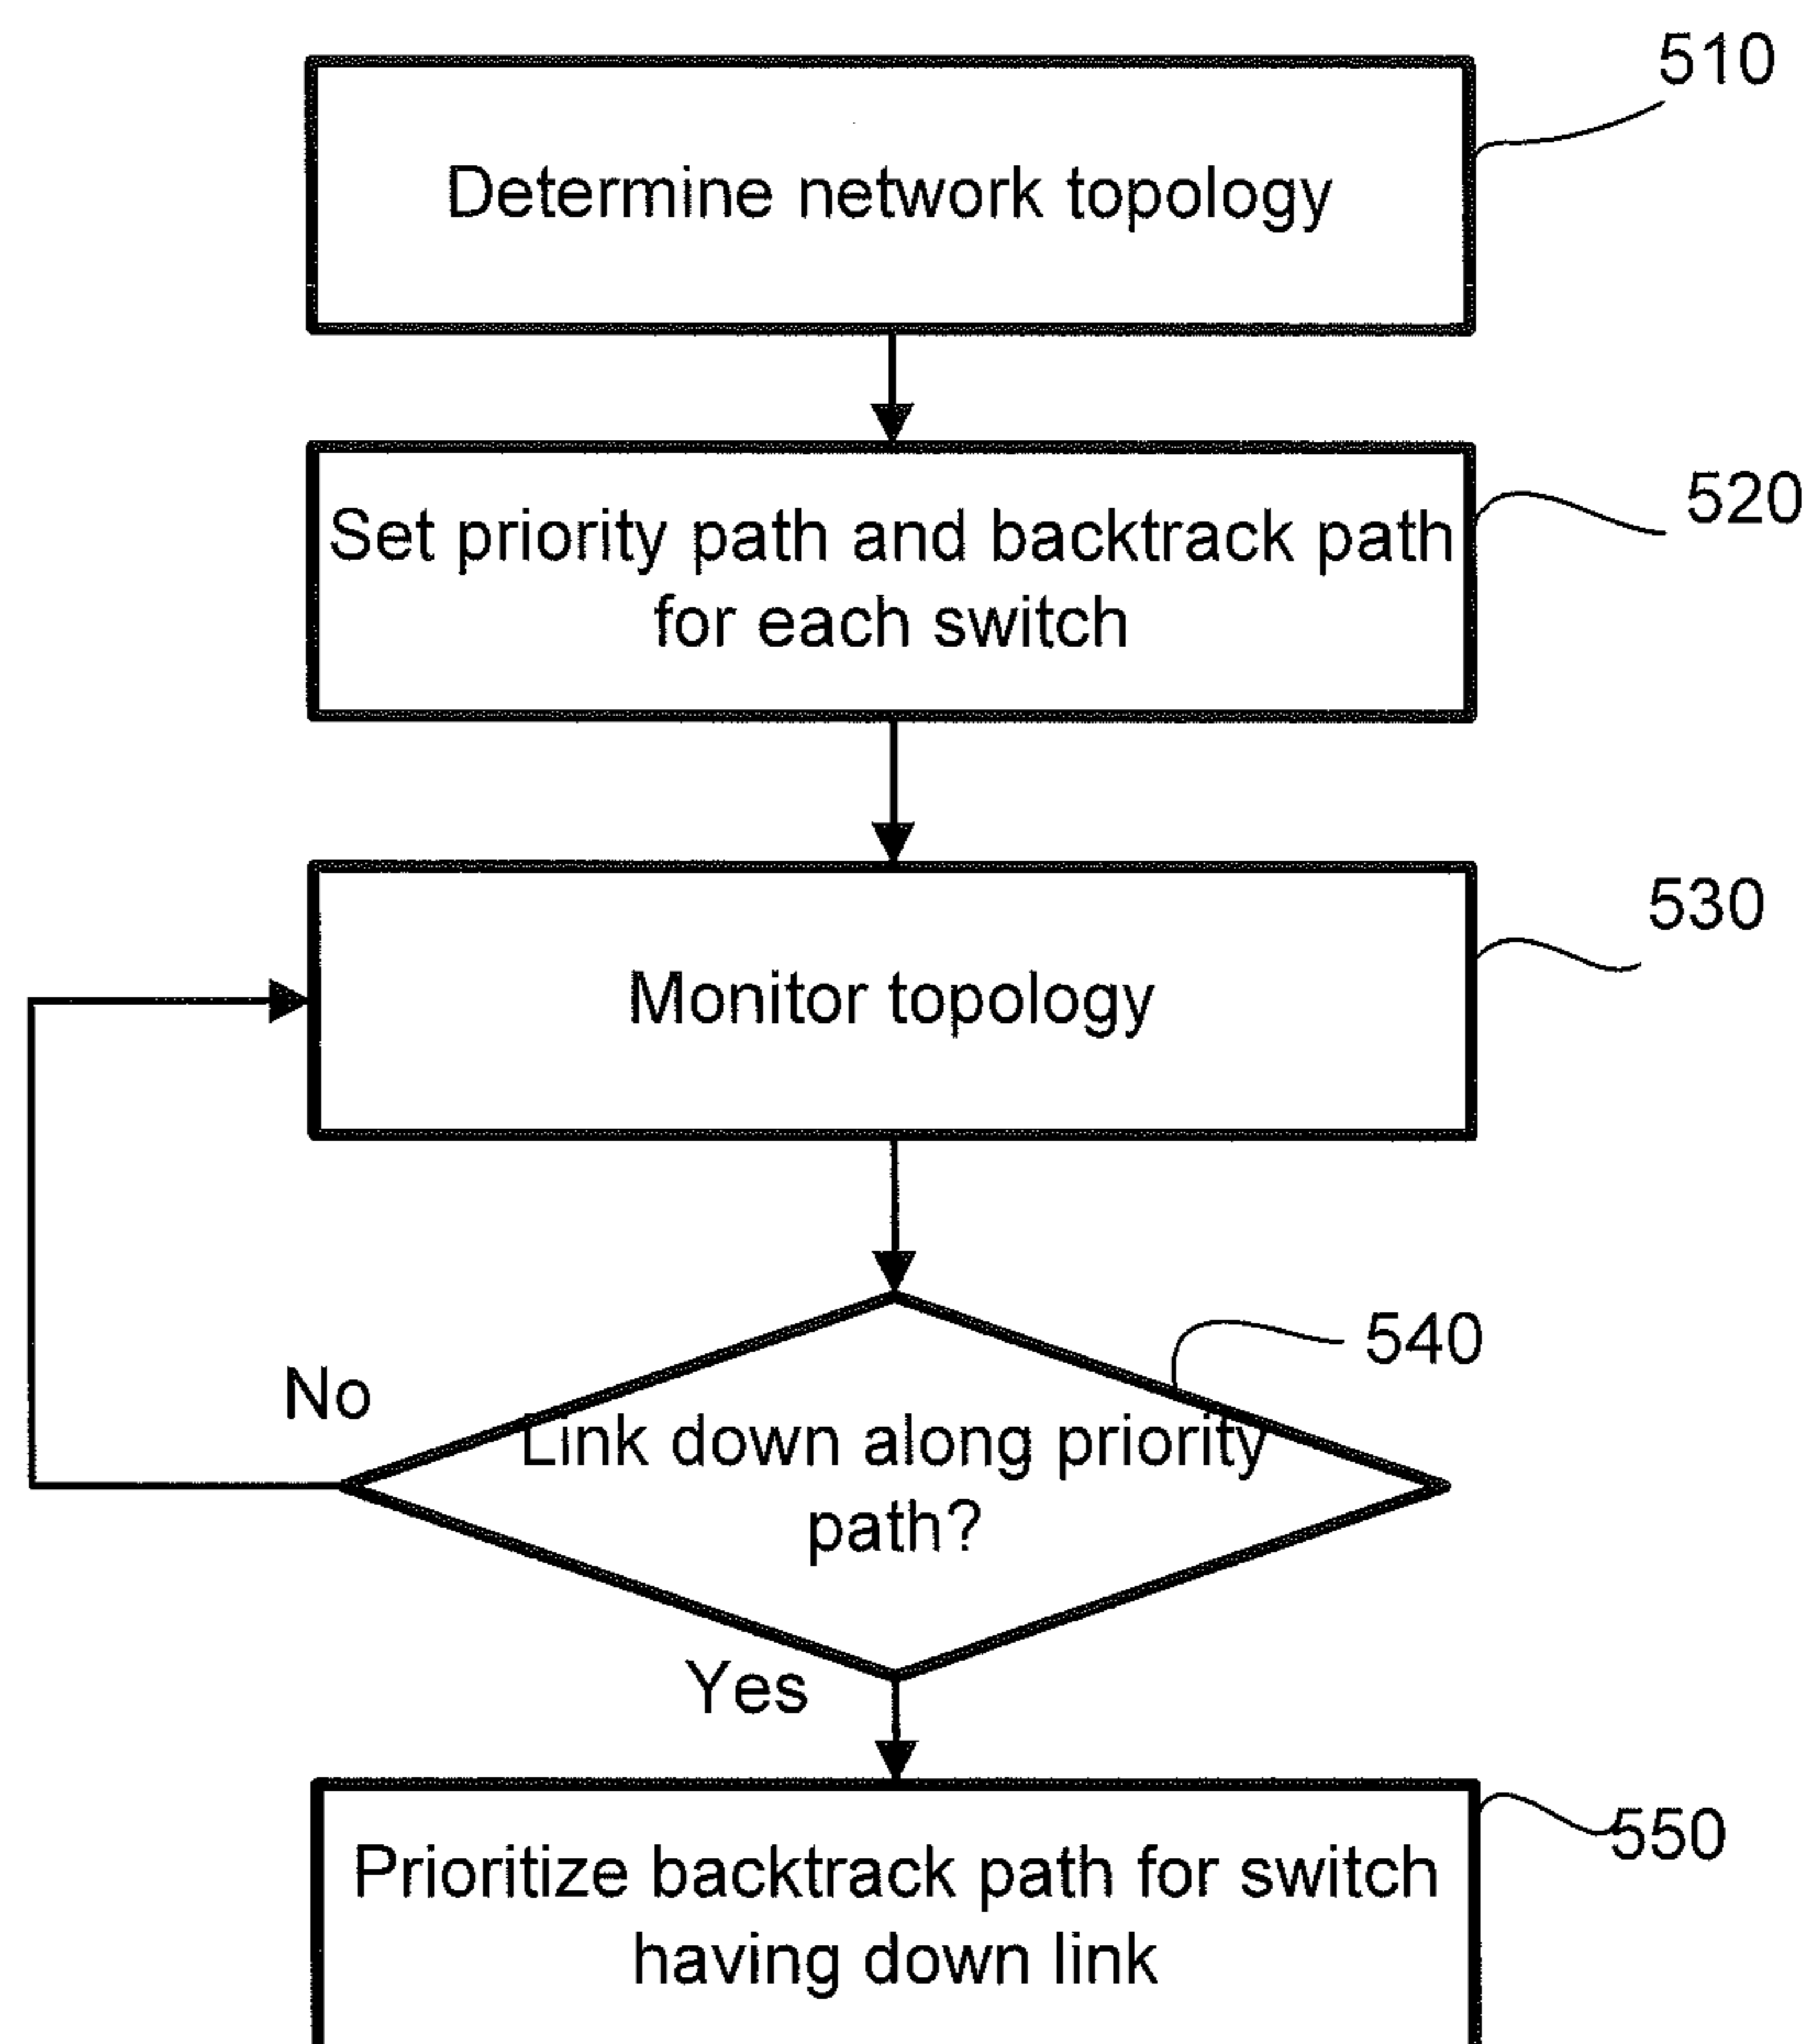 510
Determine network topology
520
Set priority path and backtrack path
for each switch
530
Monitor topology
540
No
Link down along priority
path?
Yes
550
Prioritize backtrack path for switch
having down link